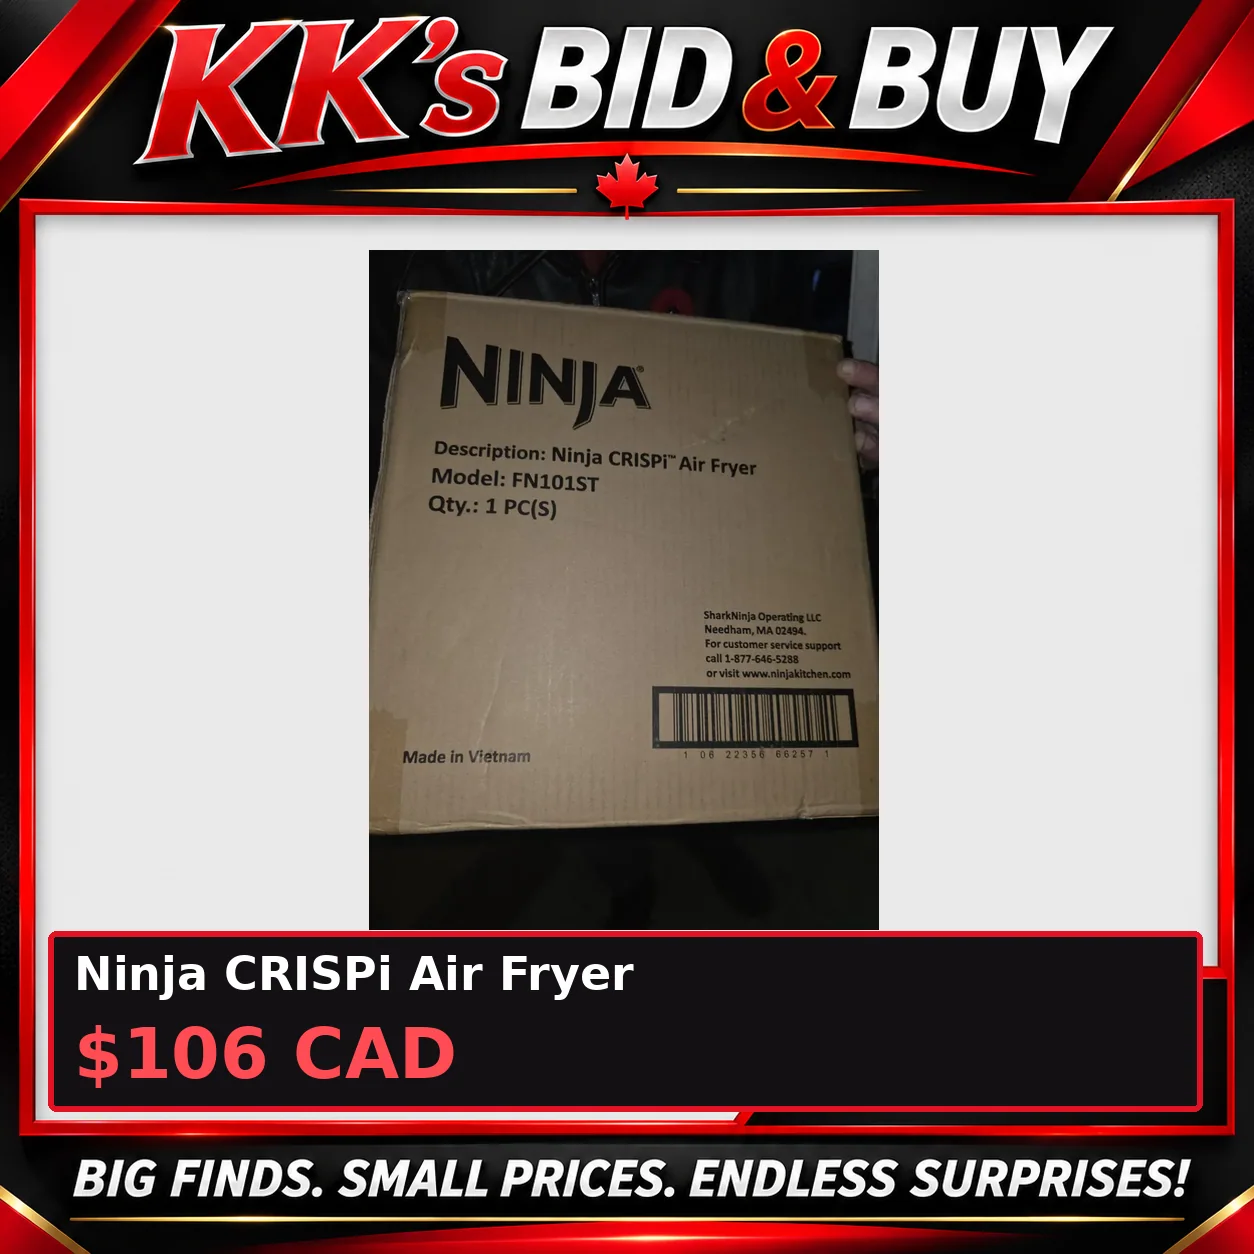 KK's BID & BUY
NINJA®
Description: Ninja CRISPi™ Air Fryer
Model: FN101ST
Qty.: 1 PC(S)
SharkNinja Operating LLC
Needham, MA 02494.
For customer service support
call 1-877-646-5288
or visit www.ninjakitchen.com
1 06 22356 66257 1
Made in Vietnam
Ninja CRISPi Air Fryer
$106 CAD
BIG FINDS. SMALL PRICES. ENDLESS SURPRISES!